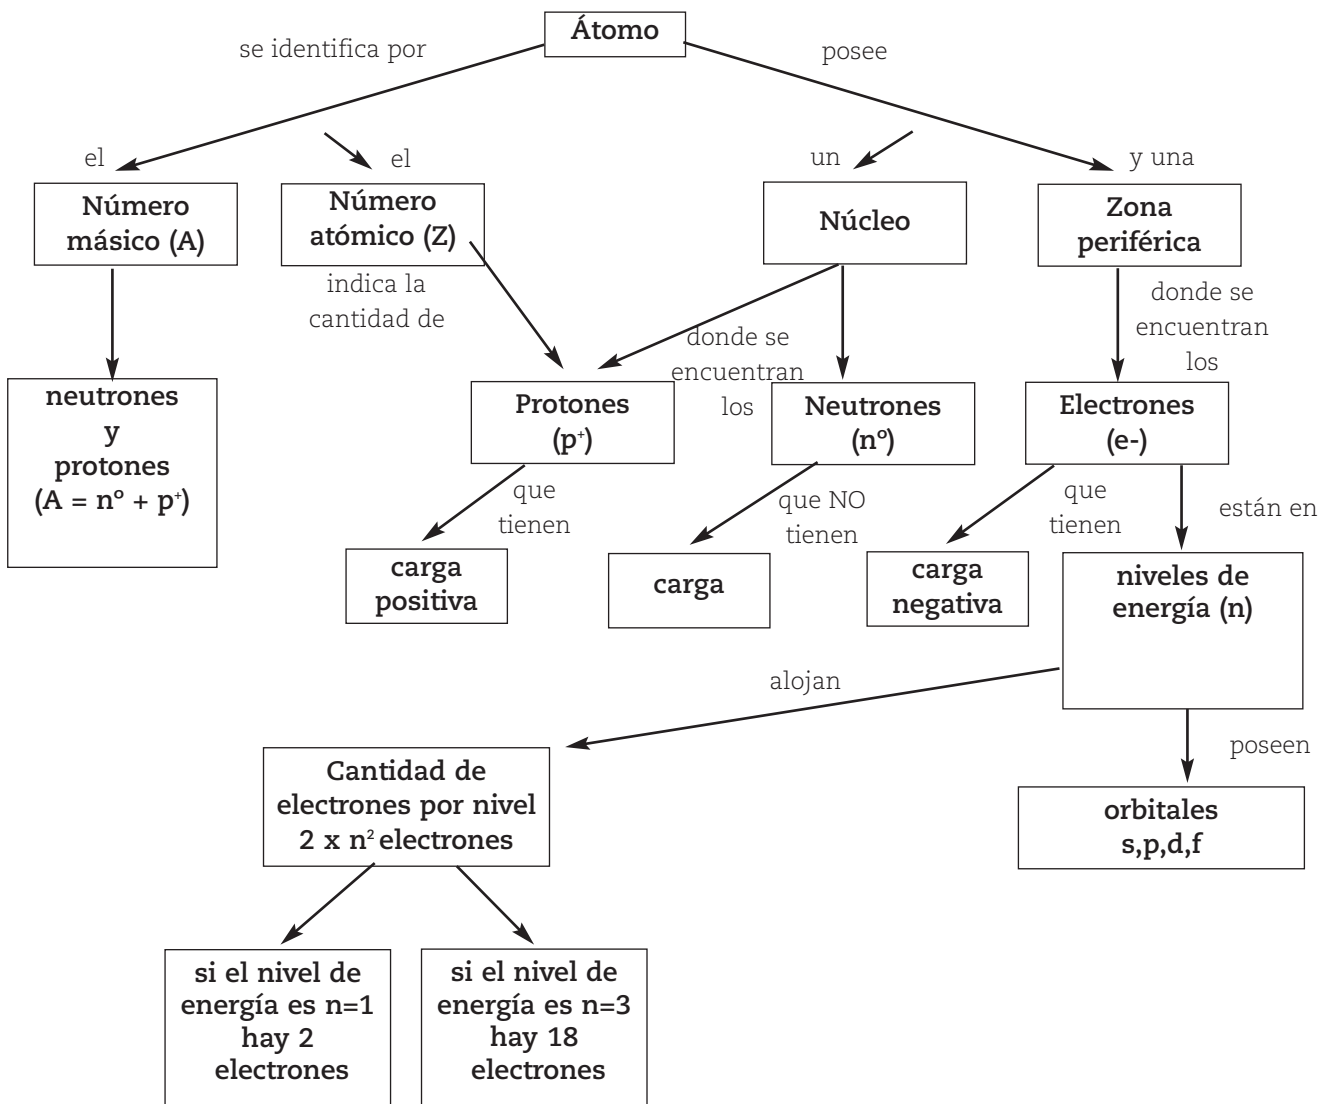 Átomo
se identifica por
posee
el
el
un
y una
Número
másico (A)
Número
atómico (Z)
Núcleo
Zona
periférica
indica la
cantidad de
donde se
encuentran
los
donde se
encuentran
los
neutrones
y
protones
(A = nº + p⁺)
Protones
(p⁺)
Neutrones
(nº)
Electrones
(e-)
que
tienen
que NO
tienen
que
tienen
están en
carga
positiva
carga
carga
negativa
niveles de
energía (n)
alojan
poseen
Cantidad de
electrones por nivel
2 x n² electrones
orbitales
s,p,d,f
si el nivel de
energía es n=1
hay 2
electrones
si el nivel de
energía es n=3
hay 18
electrones